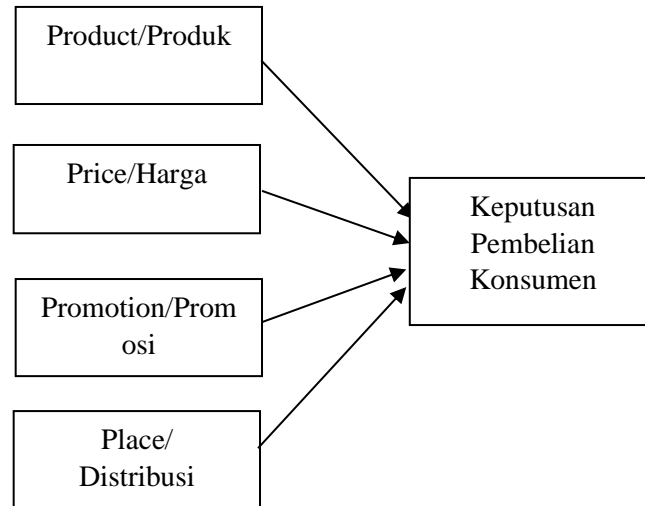 Product/Produk
Price/Harga
Promotion/Prom
osi
Place/
Distribusi
Keputusan
Pembelian
Konsumen